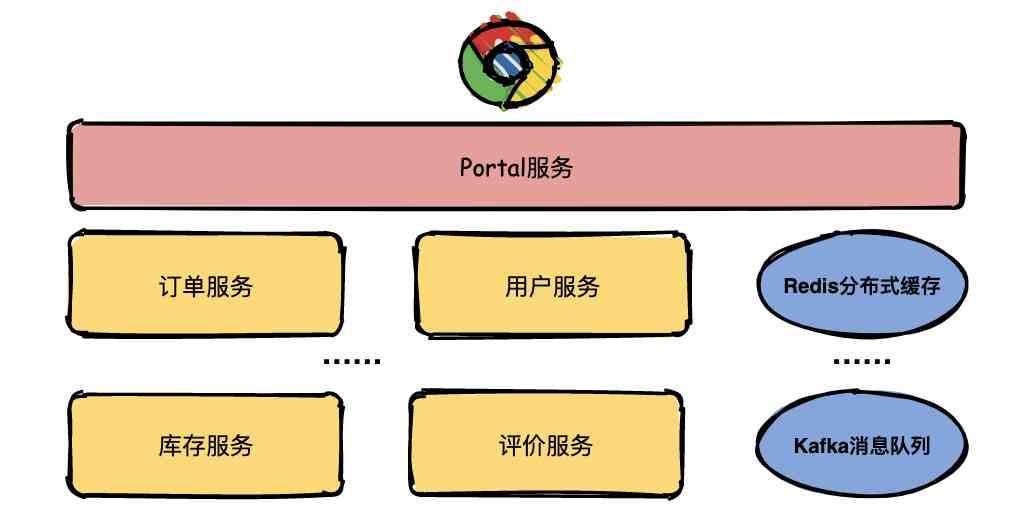 Portal服务
订单服务
用户服务
Redis分布式缓存
......
......
库存服务
评价服务
Kafka消息队列